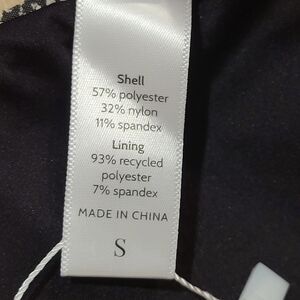 Shell
57% polyester
32% nylon
11% spandex
Lining
93% recycled
polyester
7% spandex
MADE IN CHINA
S